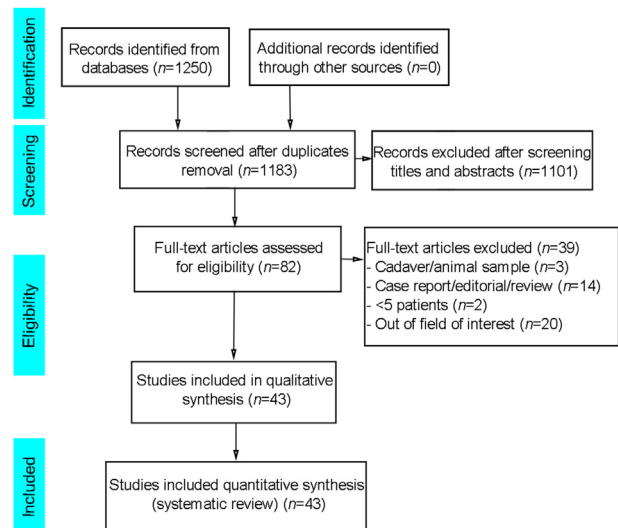 Identification
Records identified from
databases (n=1250)
Additional records identified
through other sources (n=0)
Screening
Records screened after duplicates
removal (n=1183)
Records excluded after screening
titles and abstracts (n=1101)
Eligibility
Full-text articles assessed
for eligibility (n=82)
Full-text articles excluded (n=39)
- Cadaver/animal sample (n=3)
- Case report/editorial/review (n=14)
- <5 patients (n=2)
- Out of field of interest (n=20)
Studies included in qualitative
synthesis (n=43)
Included
Studies included quantitative synthesis
(systematic review) (n=43)